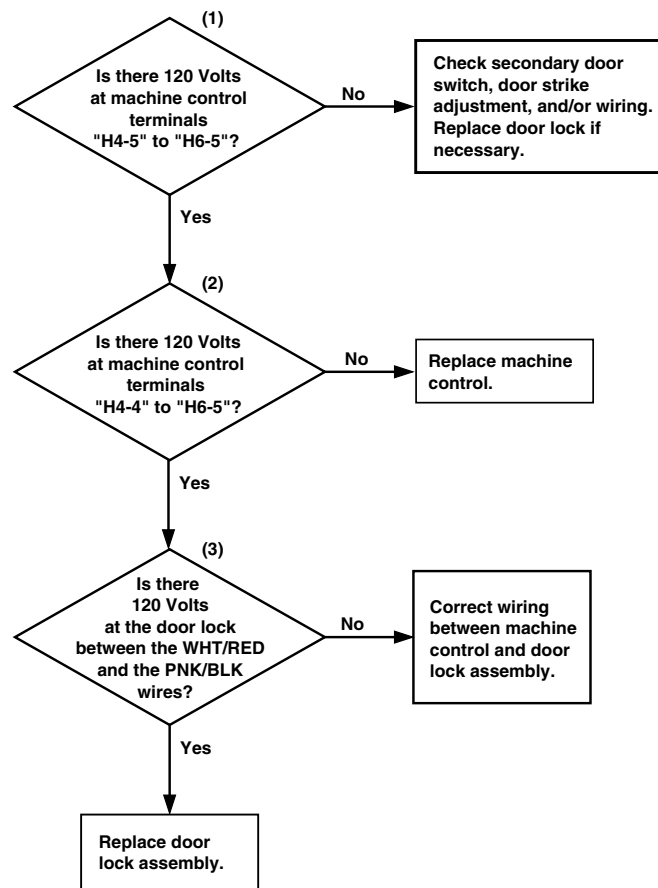 (1)
Is there 120 Volts
at machine control
terminals
"H4-5" to "H6-5"?
No
Check secondary door
switch, door strike
adjustment, and/or wiring.
Replace door lock if
necessary.
Yes
(2)
Is there 120 Volts
at machine control
terminals
"H4-4" to "H6-5"?
No
Replace machine
control.
Yes
(3)
Is there
120 Volts
at the door lock
between the WHT/RED
and the PNK/BLK
wires?
No
Correct wiring
between machine
control and door
lock assembly.
Yes
Replace door
lock assembly.